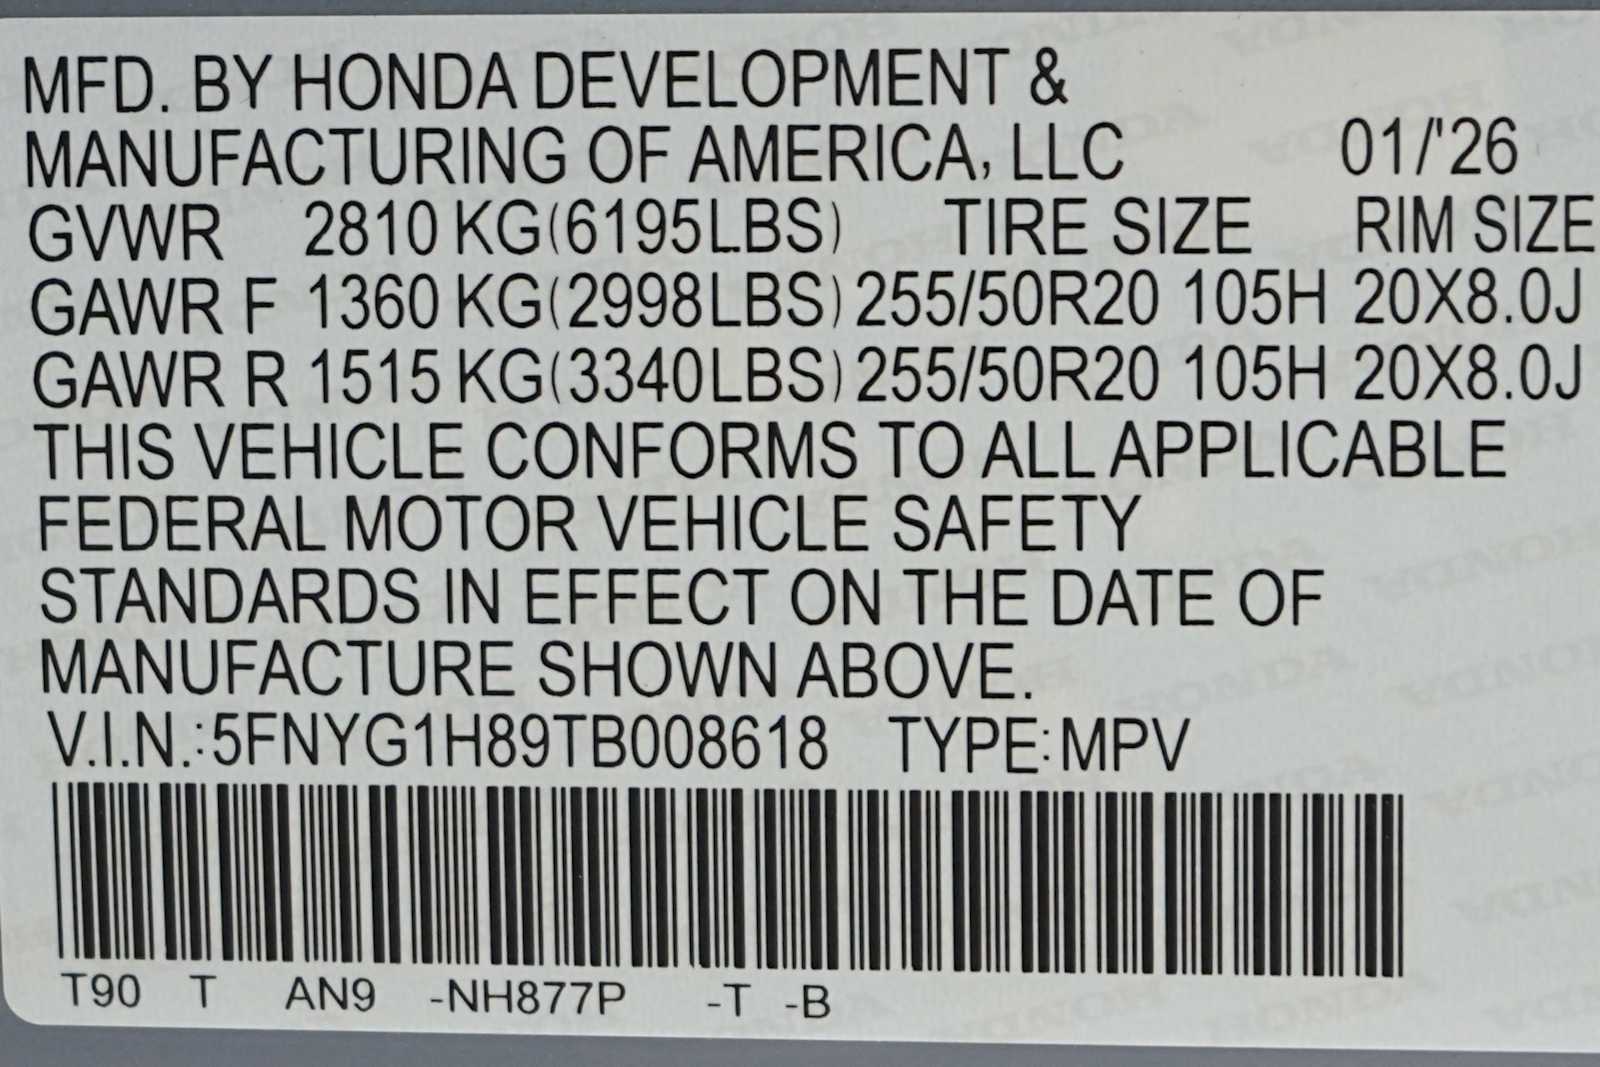 MFD. BY HONDA DEVELOPMENT &
MANUFACTURING OF AMERICA, LLC 01/'26
GVWR 2810 KG(6195LBS) TIRE SIZE RIM SIZE
GAWR F 1360 KG(2998LBS) 255/50R20 105H 20X8.0J
GAWR R 1515 KG(3340LBS) 255/50R20 105H 20X8.0J
THIS VEHICLE CONFORMS TO ALL APPLICABLE
FEDERAL MOTOR VEHICLE SAFETY
STANDARDS IN EFFECT ON THE DATE OF
MANUFACTURE SHOWN ABOVE.
V.I.N.:5FNYG1H89TB008618 TYPE:MPV
T90 T AN9 -NH877P -T -B